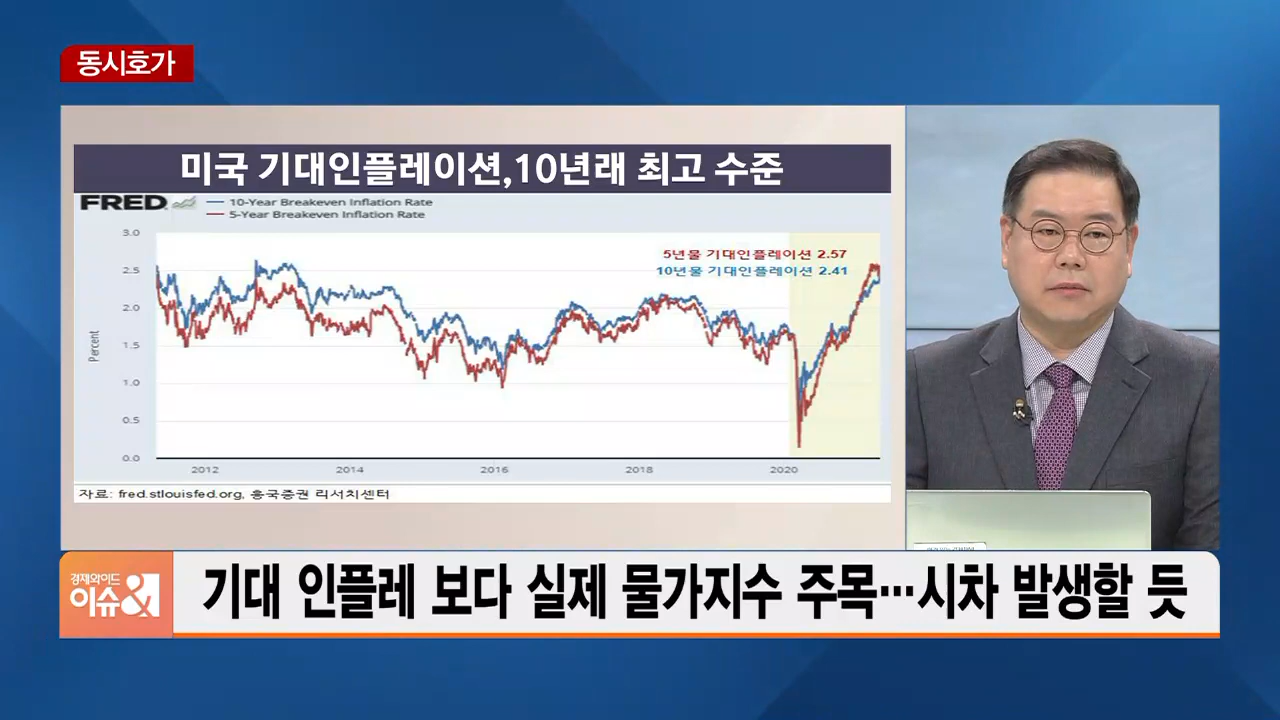 동시호가
미국 기대인플레이션,10년래 최고 수준
FRED
10-Year Breakeven Inflation Rate
5-Year Breakeven Inflation Rate
3.0
2.5
2.0
1.5
1.0
0.5
0.0
Percent
5년물 기대인플레이션 2.57
10년물 기대인플레이션 2.41
2012
2014
2016
2018
2020
자료: fred.stlouisfed.org, 흥국증권 리서치센터
경제와이드
이슈&
기대 인플레 보다 실제 물가지수 주목…시차 발생할 듯